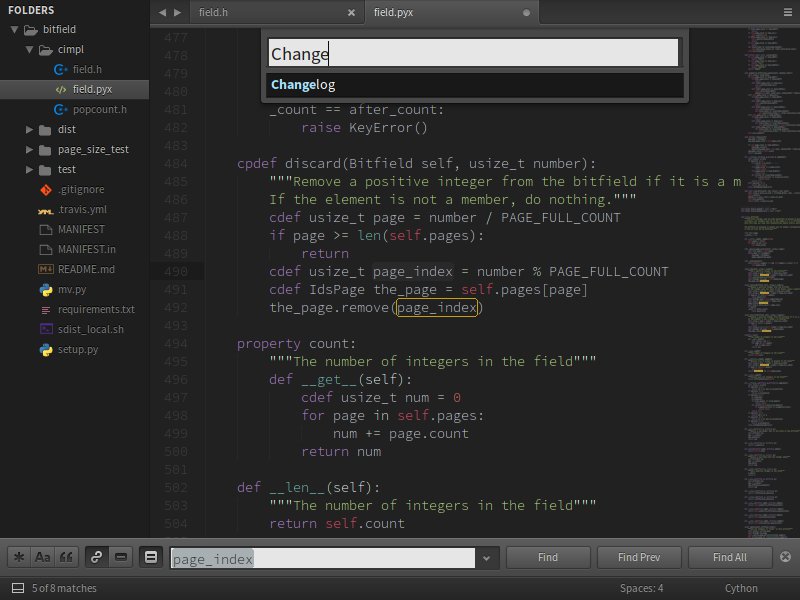 FOLDERS
bitfield
cimpl
field.h
field.pyx
popcount.h
dist
page_size_test
test
.gitignore
.travis.yml
MANIFEST
MANIFEST.in
README.md
mv.py
requirements.txt
sdist_local.sh
setup.py
field.h
field.pyx
Change
Changelog
477
478
479
481 _count == after_count:
482 raise KeyError()
483
484 cpdef discard(Bitfield self, usize_t number):
485 """Remove a positive integer from the bitfield if it is a m
486 If the element is not a member, do nothing."""
487 cdef usize_t page = number / PAGE_FULL_COUNT
488 if page >= len(self.pages):
489 return
490 cdef usize_t page_index = number % PAGE_FULL_COUNT
491 cdef IdsPage the_page = self.pages[page]
492 the_page.remove(page_index)
493
494 property count:
495 """The number of integers in the field"""
496 def __get__(self):
497 cdef usize_t num = 0
498 for page in self.pages:
499 num += page.count
500 return num
501
502 def __len__(self):
503 """The number of integers in the field"""
504 return self.count
page_index
Find
Find Prev
Find All
5 of 8 matches
Spaces: 4
Cython